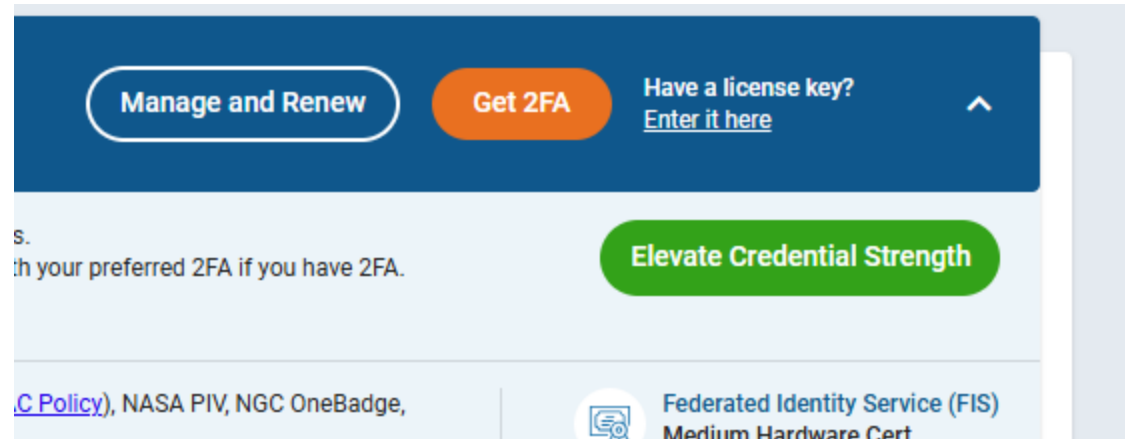 Manage and Renew
Get 2FA
Have a license key?
Enter it here
s.
th your preferred 2FA if you have 2FA.
Elevate Credential Strength
C Policy), NASA PIV, NGC OneBadge,
Federated Identity Service (FIS)
Medium Hardware Cert